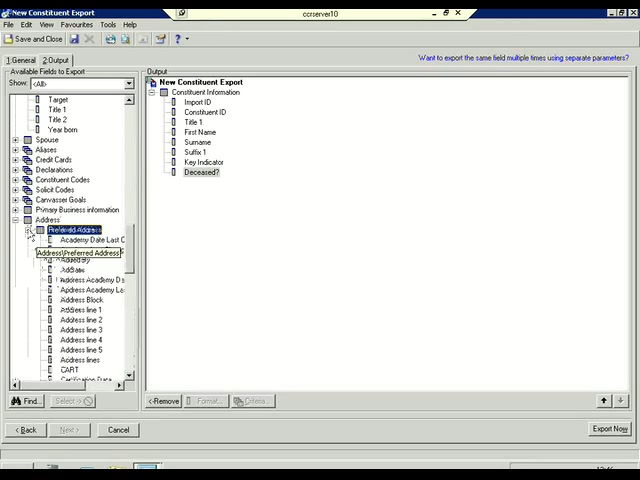 New Constituent Export
ccrserver10
File Edit View Favourites Tools Help
Save and Close
1:General 2:Output
Want to export the same field multiple times using separate parameters?
Available Fields to Export
Show: <All>
Target
Title 1
Title 2
Year born
Spouse
Aliases
Credit Cards
Declarations
Constituent Codes
Solicit Codes
Canvasser Goals
Primary Business information
Address
Preferred Address
Academy Date Last C
Address\Preferred Address
Address Academy D
Address Academy La
Address Block
Address line 1
Address line 2
Address line 3
Address line 4
Address line 5
Address lines
CART
Find...
Select ->
Output
New Constituent Export
Constituent Information
Import ID
Constituent ID
Title 1
First Name
Surname
Suffix 1
Key Indicator
Deceased?
<-Remove
Format...
Criteria...
< Back
Next >
Cancel
Export Now